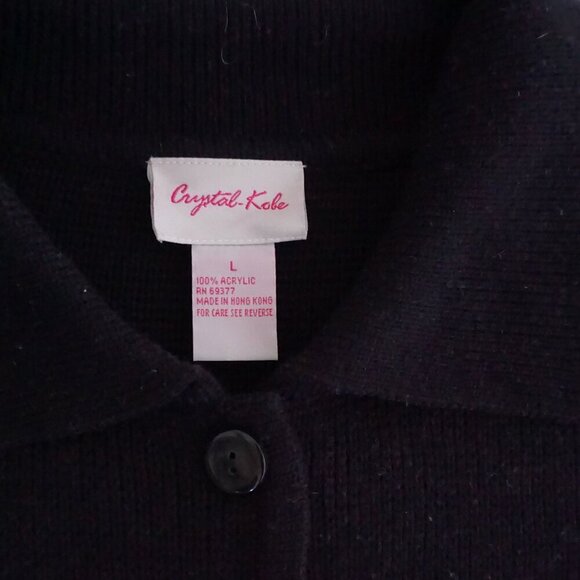 Crystal-Kobe
L
100% ACRYLIC
RN 69377
MADE IN HONG KONG
FOR CARE SEE REVERSE